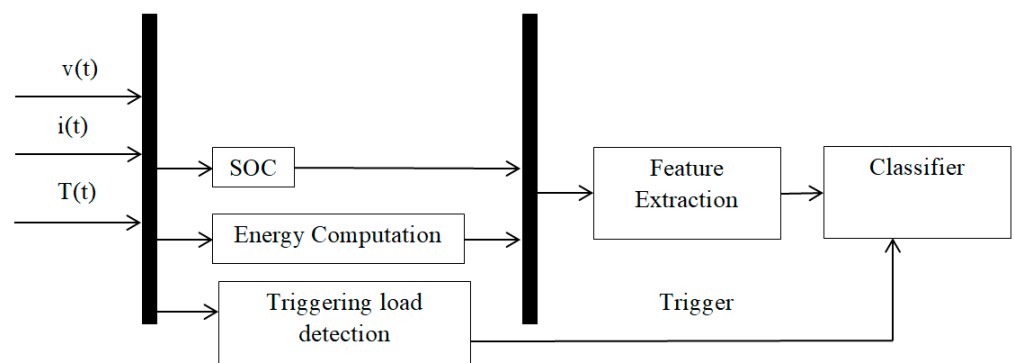 v(t)
i(t)
T(t)
SOC
Energy Computation
Triggering load
detection
Feature
Extraction
Classifier
Trigger